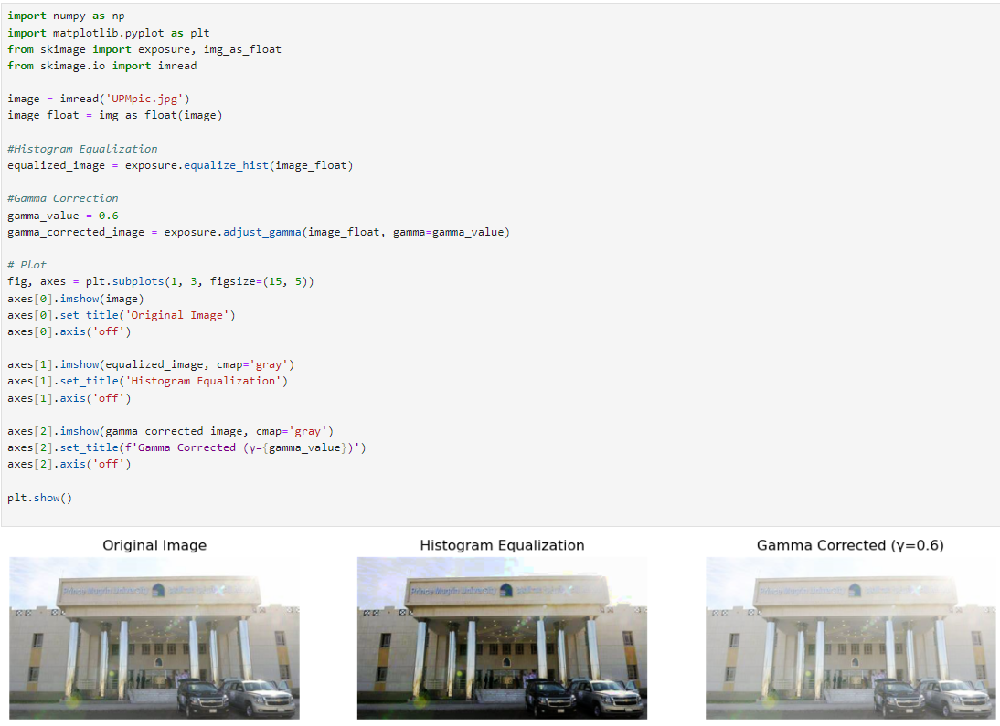 import numpy as np
import matplotlib.pyplot as plt
from skimage import exposure, img_as_float
from skimage.io import imread

image = imread('UPMpic.jpg')
image_float = img_as_float(image)

#Histogram Equalization
equalized_image = exposure.equalize_hist(image_float)

#Gamma Correction
gamma_value = 0.6
gamma_corrected_image = exposure.adjust_gamma(image_float, gamma=gamma_value)

# Plot
fig, axes = plt.subplots(1, 3, figsize=(15, 5))
axes[0].imshow(image)
axes[0].set_title('Original Image')
axes[0].axis('off')

axes[1].imshow(equalized_image, cmap='gray')
axes[1].set_title('Histogram Equalization')
axes[1].axis('off')

axes[2].imshow(gamma_corrected_image, cmap='gray')
axes[2].set_title(f'Gamma Corrected (γ={gamma_value})')
axes[2].axis('off')

plt.show()

Original Image
Histogram Equalization
Gamma Corrected (γ=0.6)